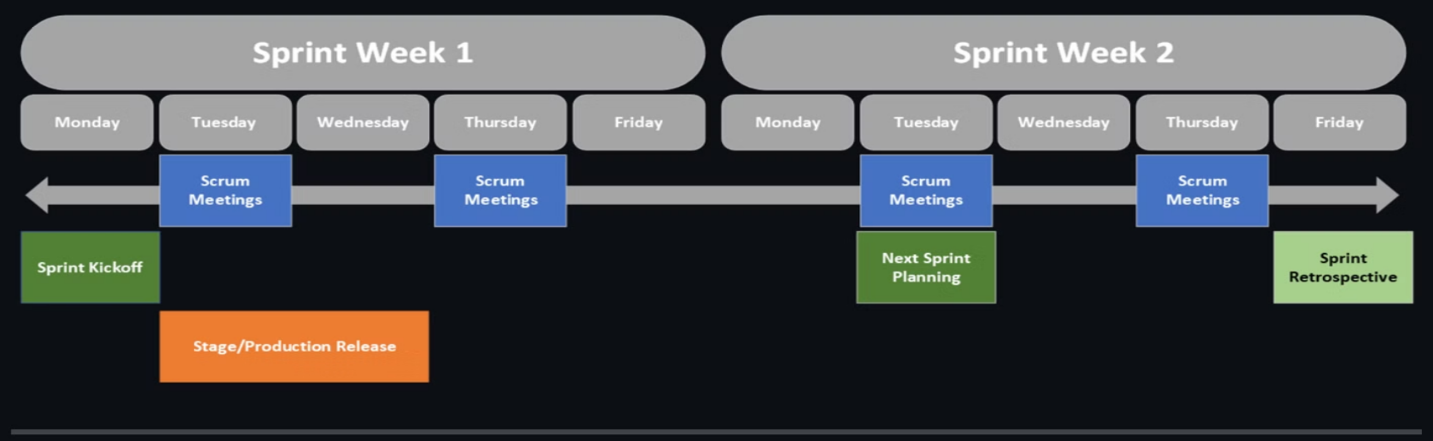 Sprint Week 1
Sprint Week 2
Monday
Tuesday
Wednesday
Thursday
Friday
Monday
Tuesday
Wednesday
Thursday
Friday
Scrum
Meetings
Scrum
Meetings
Scrum
Meetings
Scrum
Meetings
Sprint Kickoff
Next Sprint
Planning
Sprint
Retrospective
Stage/Production Release